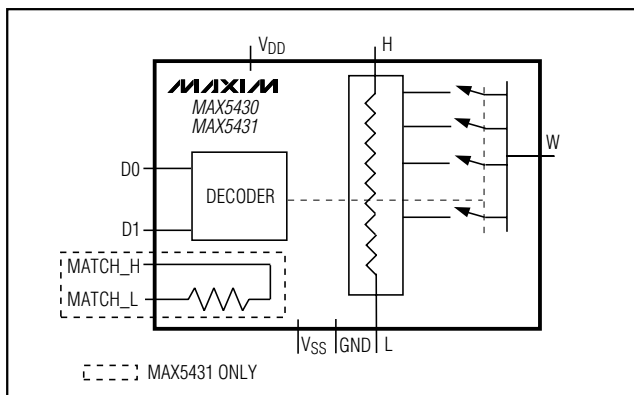 VDD
H
MAXIM
MAX5430
MAX5431
W
D0
DECODER
D1
MATCH_H
MATCH_L
VSS
GND
L
MAX5431 ONLY